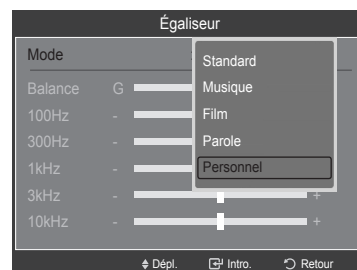 Égaliseur
Mode :
Standard
Musique
Film
Parole
Personnel
Balance G
100Hz -
300Hz -
1kHz -
3kHz - +
10kHz - +
Dépl. Intro. Retour